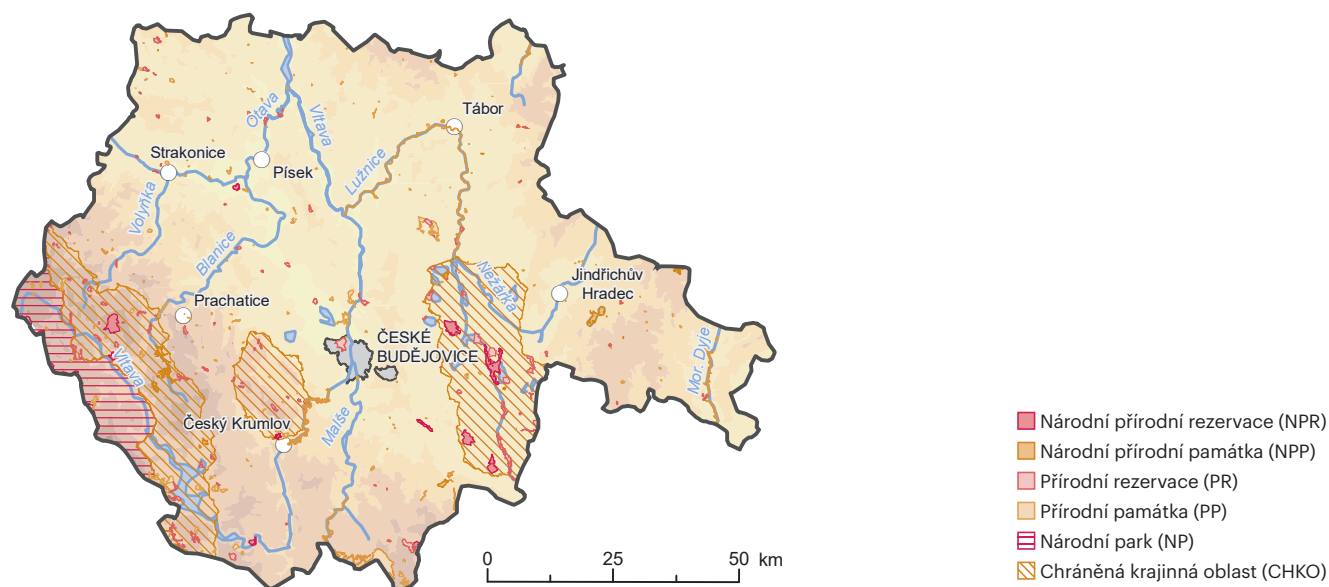 Tábor
Otava
Vltava
Lužnice
Strakonice
Písek
Volyňka
Blanice
Nežárka
Jindřichův
Hradec
Prachatice
ČESKÉ
BUDĚJOVICE
Vltava
Mor. Dyje
Český Krumlov
Malše
Národní přírodní rezervace (NPR)
Národní přírodní památka (NPP)
Přírodní rezervace (PR)
Přírodní památka (PP)
Národní park (NP)
Chráněná krajinná oblast (CHKO)
0 25 50 km